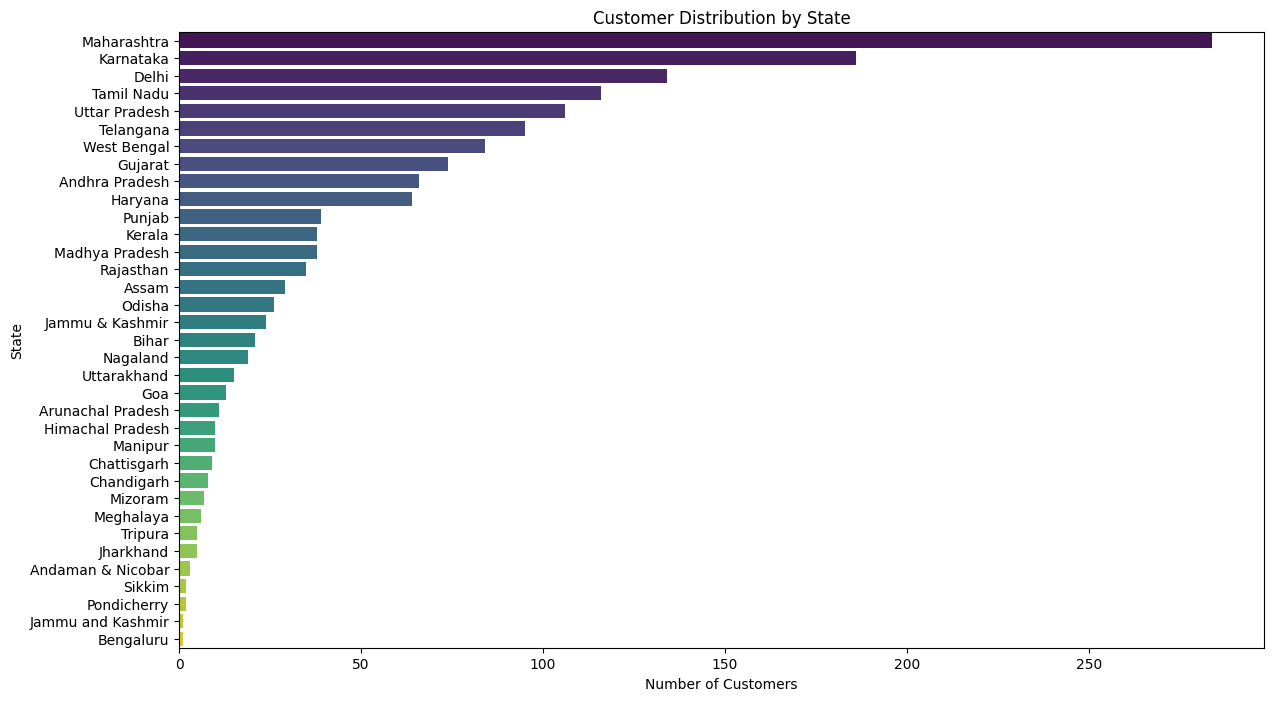 Customer Distribution by State
Maharashtra
Karnataka
Delhi
Tamil Nadu
Uttar Pradesh
Telangana
West Bengal
Gujarat
Andhra Pradesh
Haryana
Punjab
Kerala
Madhya Pradesh
Rajasthan
Assam
Odisha
Jammu & Kashmir
Bihar
Nagaland
Uttarakhand
Goa
Arunachal Pradesh
Himachal Pradesh
Manipur
Chattisgarh
Chandigarh
Mizoram
Meghalaya
Tripura
Jharkhand
Andaman & Nicobar
Sikkim
Pondicherry
Jammu and Kashmir
Bengaluru
State
0 50 100 150 200 250
Number of Customers